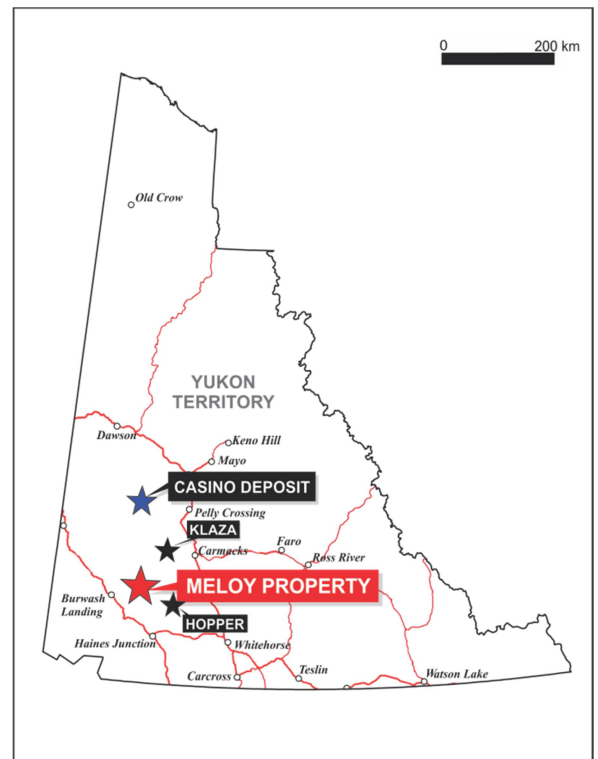 0 200 km
Old Crow
YUKON
TERRITORY
Dawson
Keno Hill
Mayo
CASINO DEPOSIT
Pelly Crossing
KLAZA
Carmacks
Faro
Ross River
MELOY PROPERTY
Burwash
Landing
HOPPER
Haines Junction
Whitehorse
Carcross
Teslin
Watson Lake